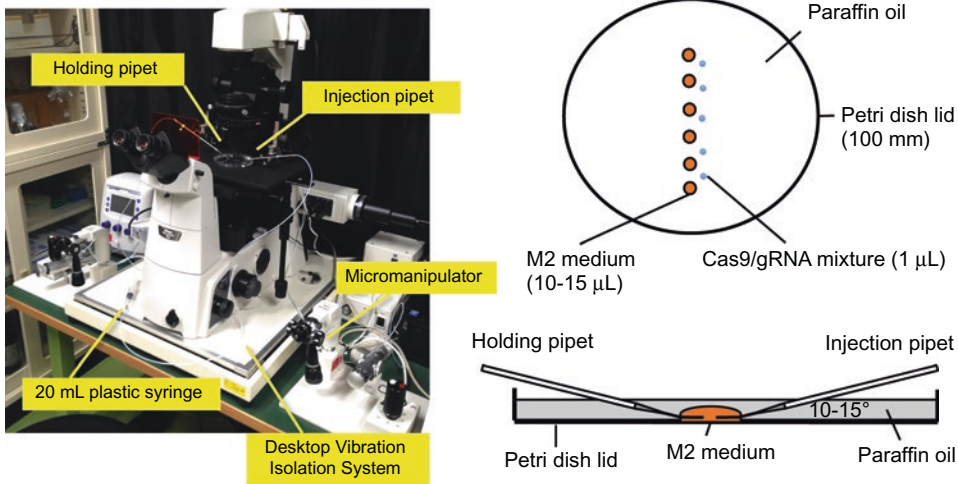 Holding pipet
Injection pipet
Micromanipulator
20 mL plastic syringe
Desktop Vibration
Isolation System
Paraffin oil
Petri dish lid
(100 mm)
M2 medium
(10-15 μL)
Cas9/gRNA mixture (1 μL)
Holding pipet
Injection pipet
10-15°
Petri dish lid
M2 medium
Paraffin oil